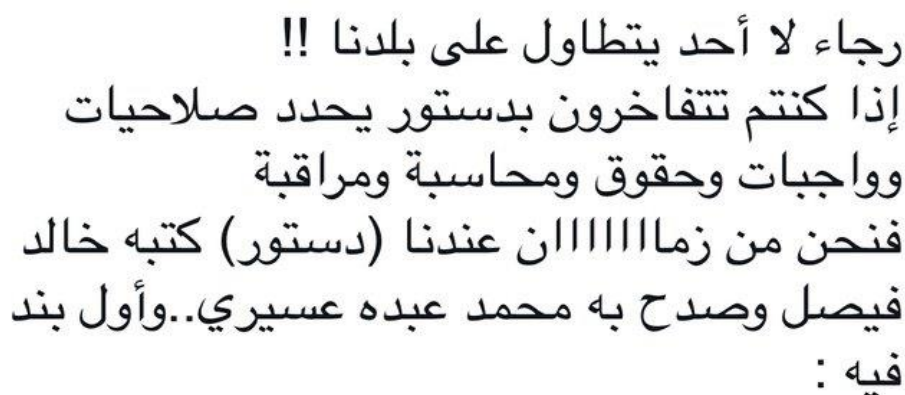 رجاء لا أحد يتطاول على بلدنا !!
إذا كنتم تتفاخرون بدستور يحدد صلاحيات
وواجبات وحقوق ومحاسبة ومراقبة
فنحن من زمااااااان عندنا (دستور) كتبه خالد
فيصل وصدح به محمد عبده عسيري..وأول بند
فيه :